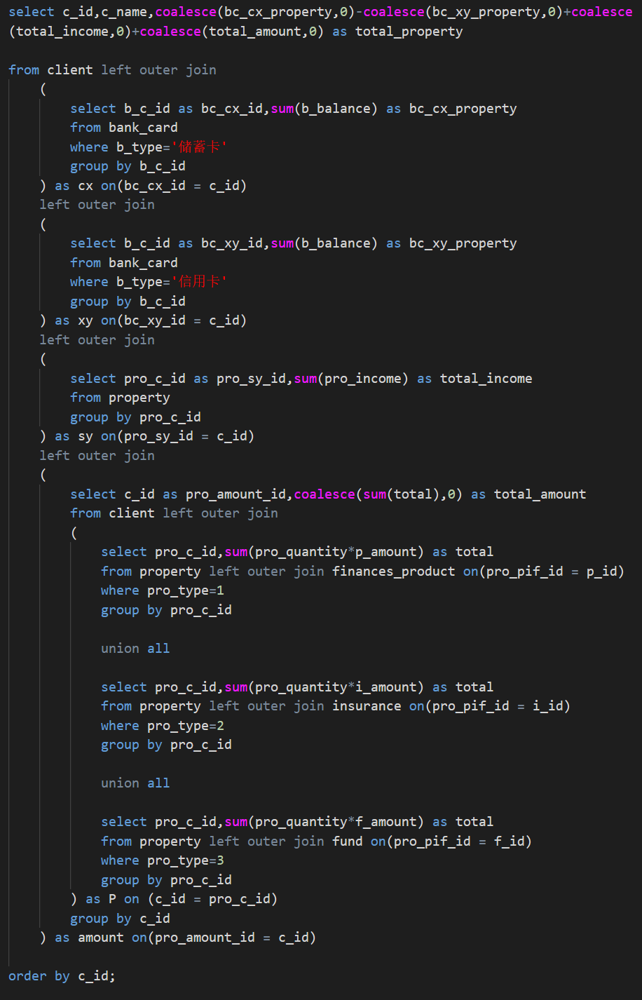 select c_id,c_name,coalesce(bc_cx_property,0)-coalesce(bc_xy_property,0)+coalesce
(total_income,0)+coalesce(total_amount,0) as total_property
from client left outer join
(
select b_c_id as bc_cx_id,sum(b_balance) as bc_cx_property
from bank_card
where b_type='储蓄卡'
group by b_c_id
) as cx on(bc_cx_id = c_id)
left outer join
(
select b_c_id as bc_xy_id,sum(b_balance) as bc_xy_property
from bank_card
where b_type='信用卡'
group by b_c_id
) as xy on(bc_xy_id = c_id)
left outer join
(
select pro_c_id as pro_sy_id,sum(pro_income) as total_income
from property
group by pro_c_id
) as sy on(pro_sy_id = c_id)
left outer join
(
select c_id as pro_amount_id,coalesce(sum(total),0) as total_amount
from client left outer join
(
select pro_c_id,sum(pro_quantity*p_amount) as total
from property left outer join finances_product on(pro_pif_id = p_id)
where pro_type=1
group by pro_c_id
union all
select pro_c_id,sum(pro_quantity*i_amount) as total
from property left outer join insurance on(pro_pif_id = i_id)
where pro_type=2
group by pro_c_id
union all
select pro_c_id,sum(pro_quantity*f_amount) as total
from property left outer join fund on(pro_pif_id = f_id)
where pro_type=3
group by pro_c_id
) as P on (c_id = pro_c_id)
group by c_id
) as amount on(pro_amount_id = c_id)
order by c_id;